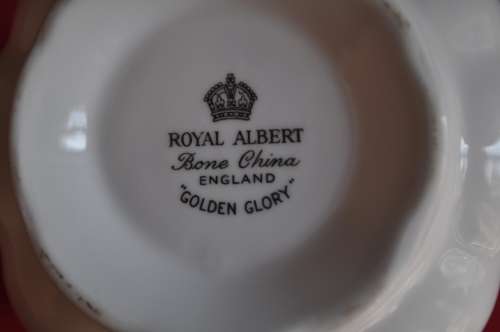 ROYAL ALBERT
Bone China
ENGLAND
"GOLDEN GLORY"